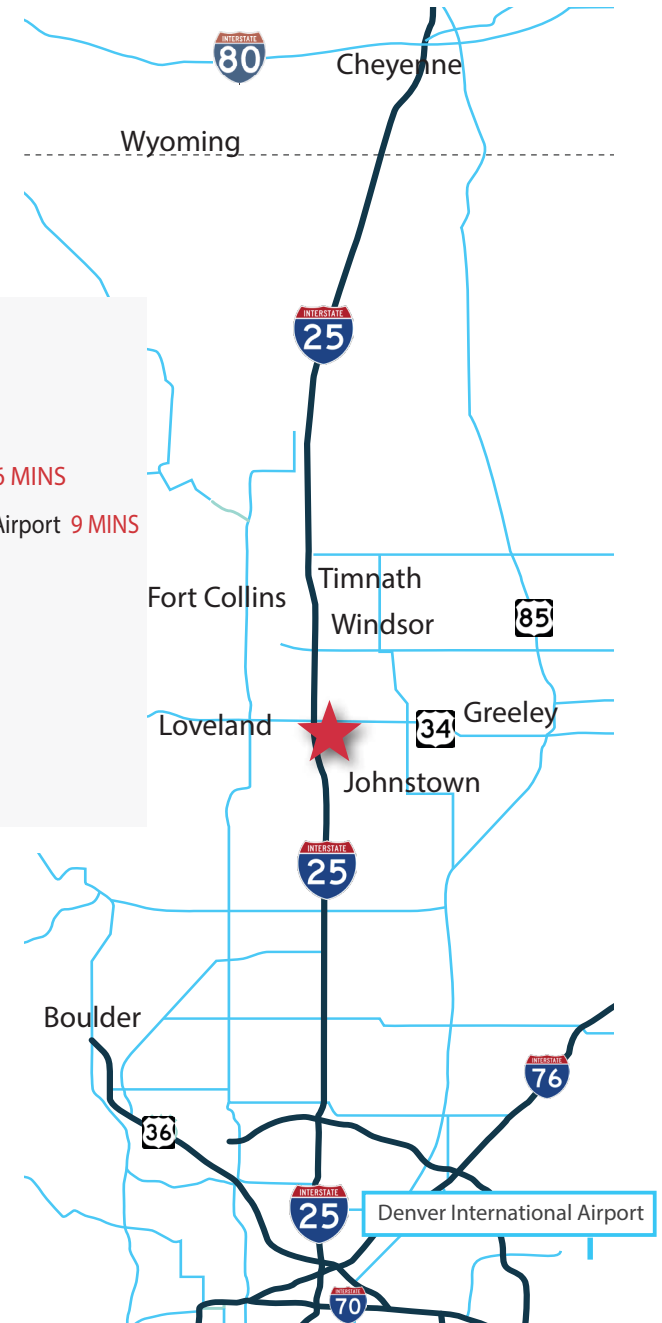 INTERSTATE
80
Cheyenne
Wyoming
INTERSTATE
25
MINS
Airport 9 MINS
Timnath
Fort Collins
Windsor
85
Greeley
Loveland
34
Johnstown
INTERSTATE
25
Boulder
INTERSTATE
76
36
INTERSTATE
25
Denver International Airport
INTERSTATE
70